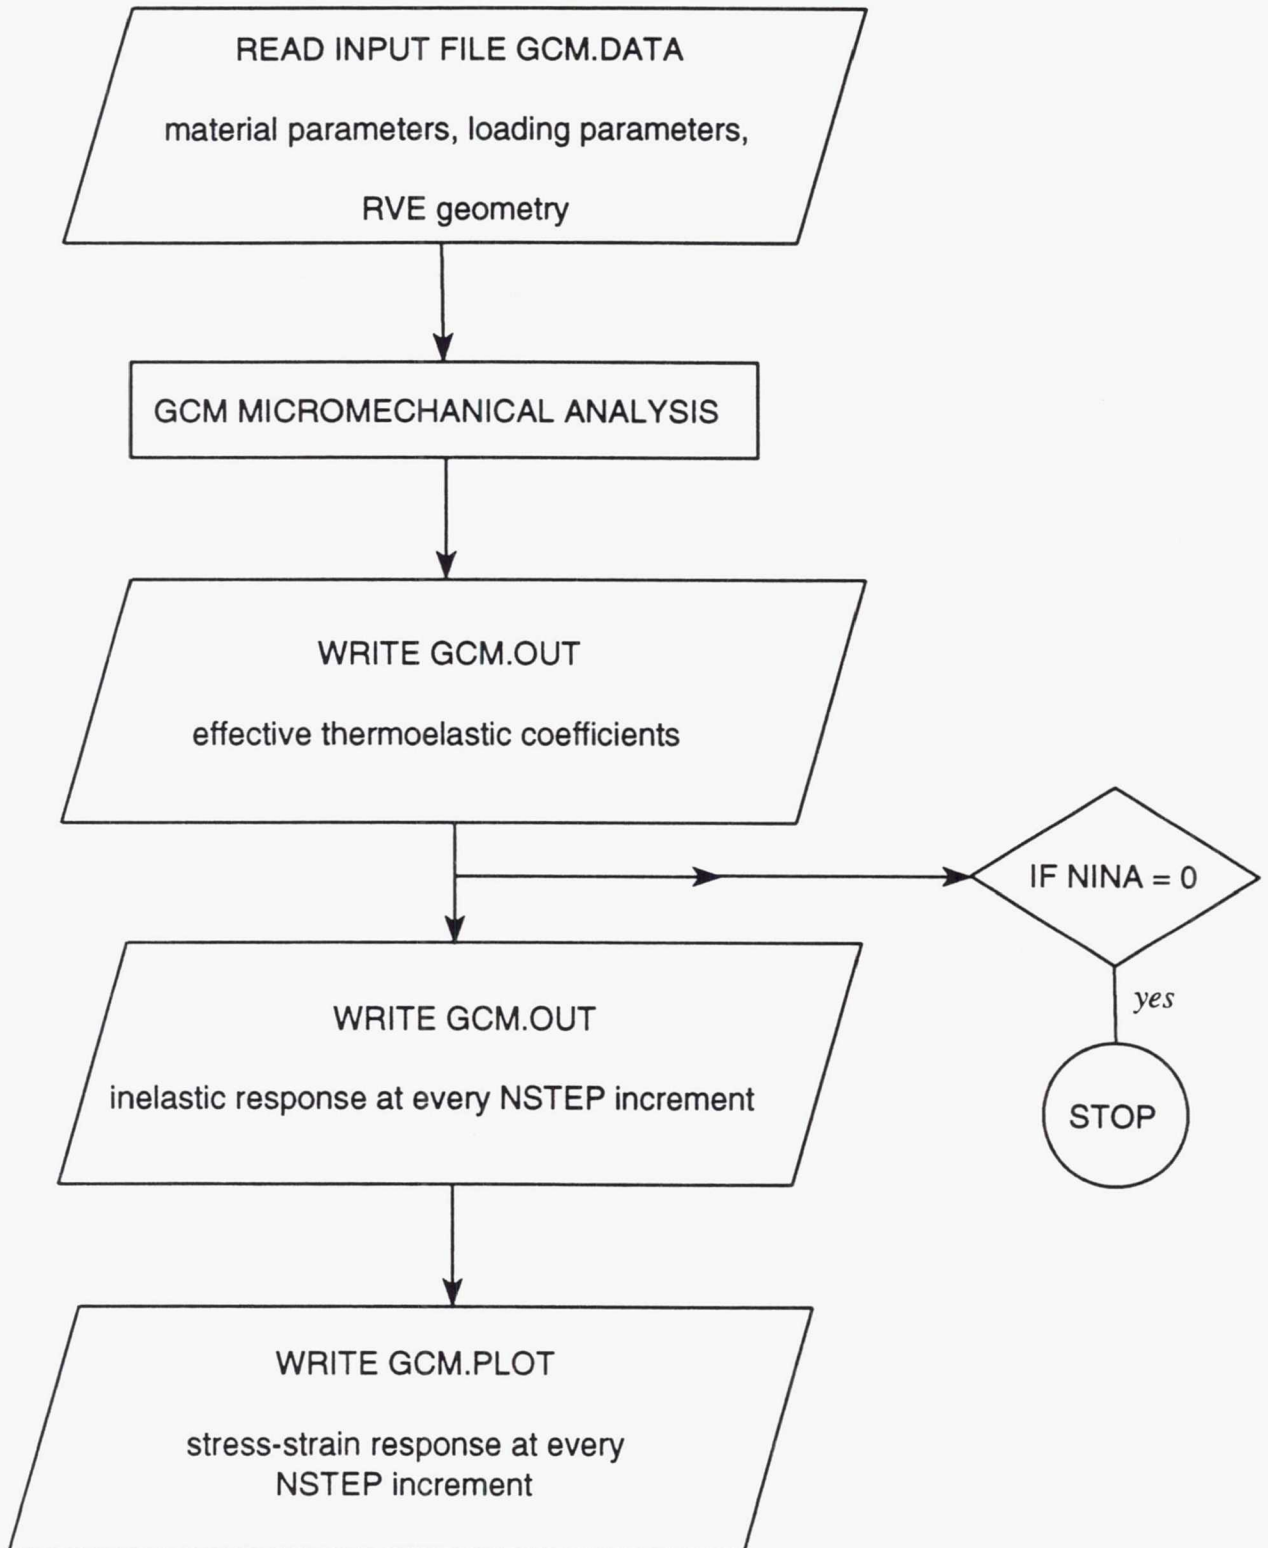 READ INPUT FILE GCM.DATA
material parameters, loading parameters,
RVE geometry
GCM MICROMECHANICAL ANALYSIS
WRITE GCM.OUT
effective thermoelastic coefficients
IF NINA = 0
yes
STOP
WRITE GCM.OUT
inelastic response at every NSTEP increment
WRITE GCM.PLOT
stress-strain response at every
NSTEP increment